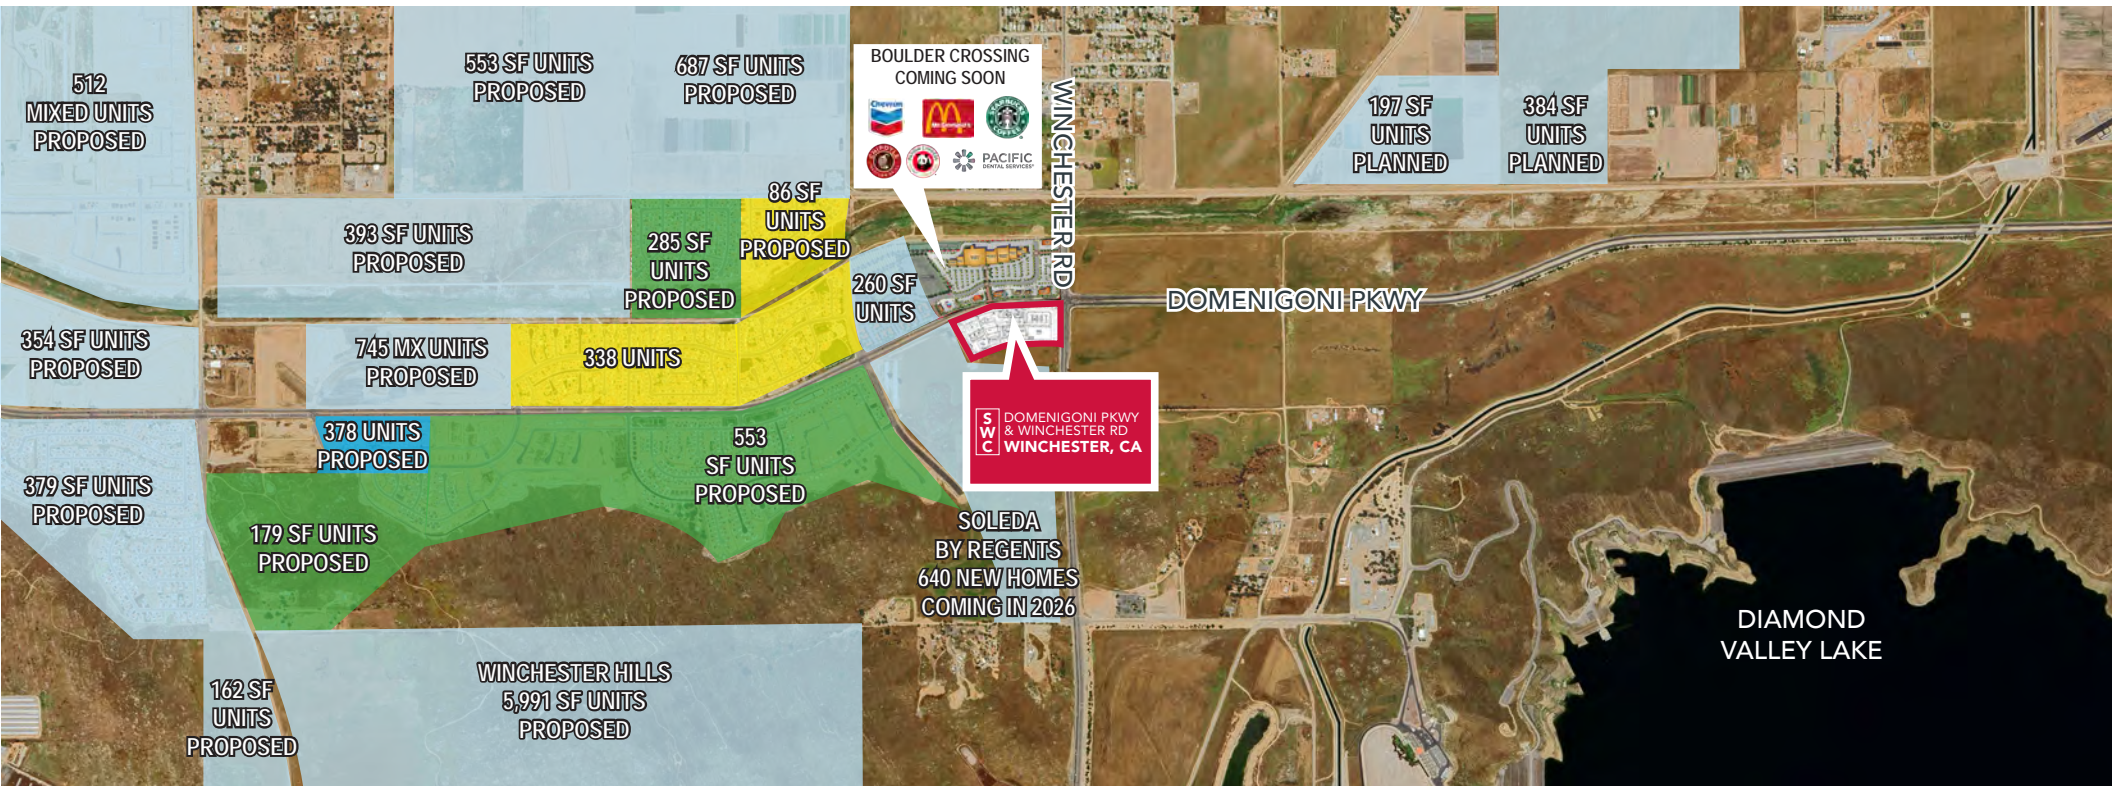 512
MIXED UNITS
PROPOSED
553 SF UNITS
PROPOSED
687 SF UNITS
PROPOSED
BOULDER CROSSING
COMING SOON
Chevron
McDonald's
STARBUCKS
COFFEE
CHIPOTLE
PACIFIC
DENTAL SERVICES
WINCHESTER RD
197 SF
UNITS
PLANNED
384 SF
UNITS
PLANNED
393 SF UNITS
PROPOSED
285 SF
UNITS
PROPOSED
86 SF
UNITS
PROPOSED
260 SF
UNITS
DOMENIGONI PKWY
354 SF UNITS
PROPOSED
745 MX UNITS
PROPOSED
338 UNITS
378 UNITS
PROPOSED
553
SF UNITS
PROPOSED
SWC
DOMENIGONI PKWY
& WINCHESTER RD
WINCHESTER, CA
379 SF UNITS
PROPOSED
179 SF UNITS
PROPOSED
SOLEDA
BY REGENTS
640 NEW HOMES
COMING IN 2026
DIAMOND
VALLEY LAKE
162 SF
UNITS
PROPOSED
WINCHESTER HILLS
5,991 SF UNITS
PROPOSED